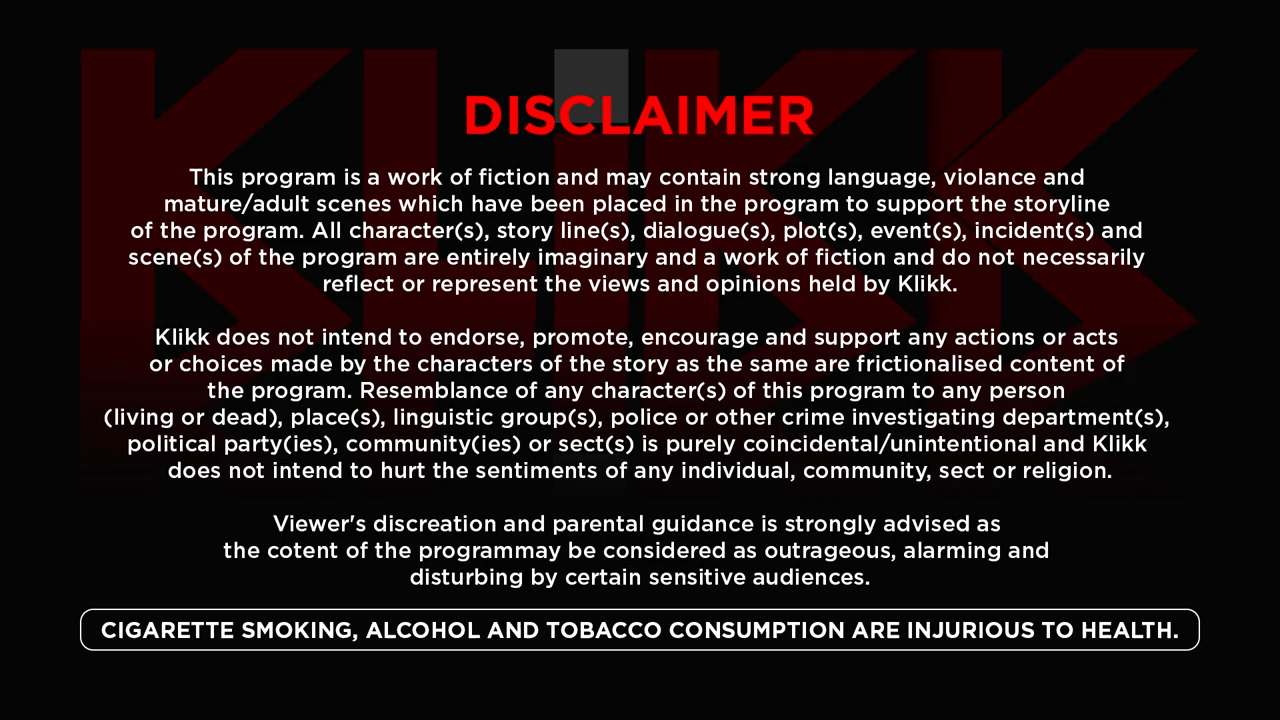 KLIKK
DISCLAIMER
This program is a work of fiction and may contain strong language, violance and
mature/adult scenes which have been placed in the program to support the storyline
of the program. All character(s), story line(s), dialogue(s), plot(s), event(s), incident(s) and
scene(s) of the program are entirely imaginary and a work of fiction and do not necessarily
reflect or represent the views and opinions held by Klikk.
Klikk does not intend to endorse, promote, encourage and support any actions or acts
or choices made by the characters of the story as the same are frictionalised content of
the program. Resemblance of any character(s) of this program to any person
(living or dead), place(s), linguistic group(s), police or other crime investigating department(s),
political party(ies), community(ies) or sect(s) is purely coincidental/unintentional and Klikk
does not intend to hurt the sentiments of any individual, community, sect or religion.
Viewer's discreation and parental guidance is strongly advised as
the cotent of the programmay be considered as outrageous, alarming and
disturbing by certain sensitive audiences.
CIGARETTE SMOKING, ALCOHOL AND TOBACCO CONSUMPTION ARE INJURIOUS TO HEALTH.